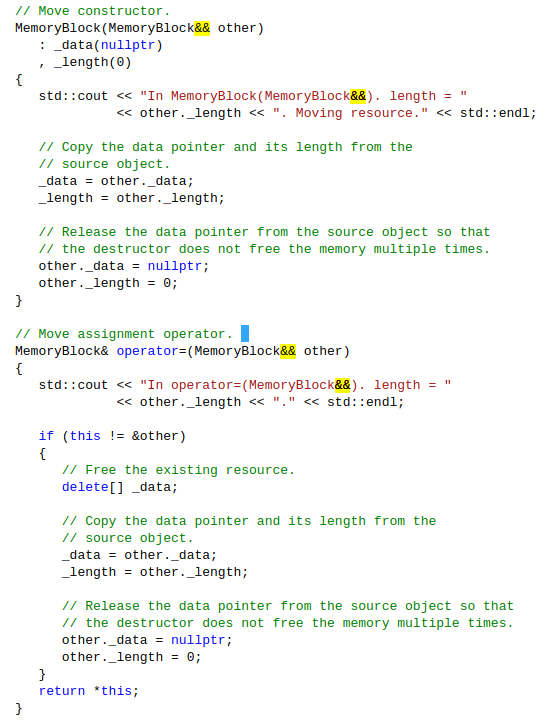 // Move constructor.
MemoryBlock(MemoryBlock&& other)
   : _data(nullptr)
   , _length(0)
{
   std::cout << "In MemoryBlock(MemoryBlock&&). length = "
             << other._length << ". Moving resource." << std::endl;

   // Copy the data pointer and its length from the
   // source object.
   _data = other._data;
   _length = other._length;

   // Release the data pointer from the source object so that
   // the destructor does not free the memory multiple times.
   other._data = nullptr;
   other._length = 0;
}

// Move assignment operator.
MemoryBlock& operator=(MemoryBlock&& other)
{
   std::cout << "In operator=(MemoryBlock&&). length = "
             << other._length << "." << std::endl;

   if (this != &other)
   {
      // Free the existing resource.
      delete[] _data;

      // Copy the data pointer and its length from the
      // source object.
      _data = other._data;
      _length = other._length;

      // Release the data pointer from the source object so that
      // the destructor does not free the memory multiple times.
      other._data = nullptr;
      other._length = 0;
   }
   return *this;
}